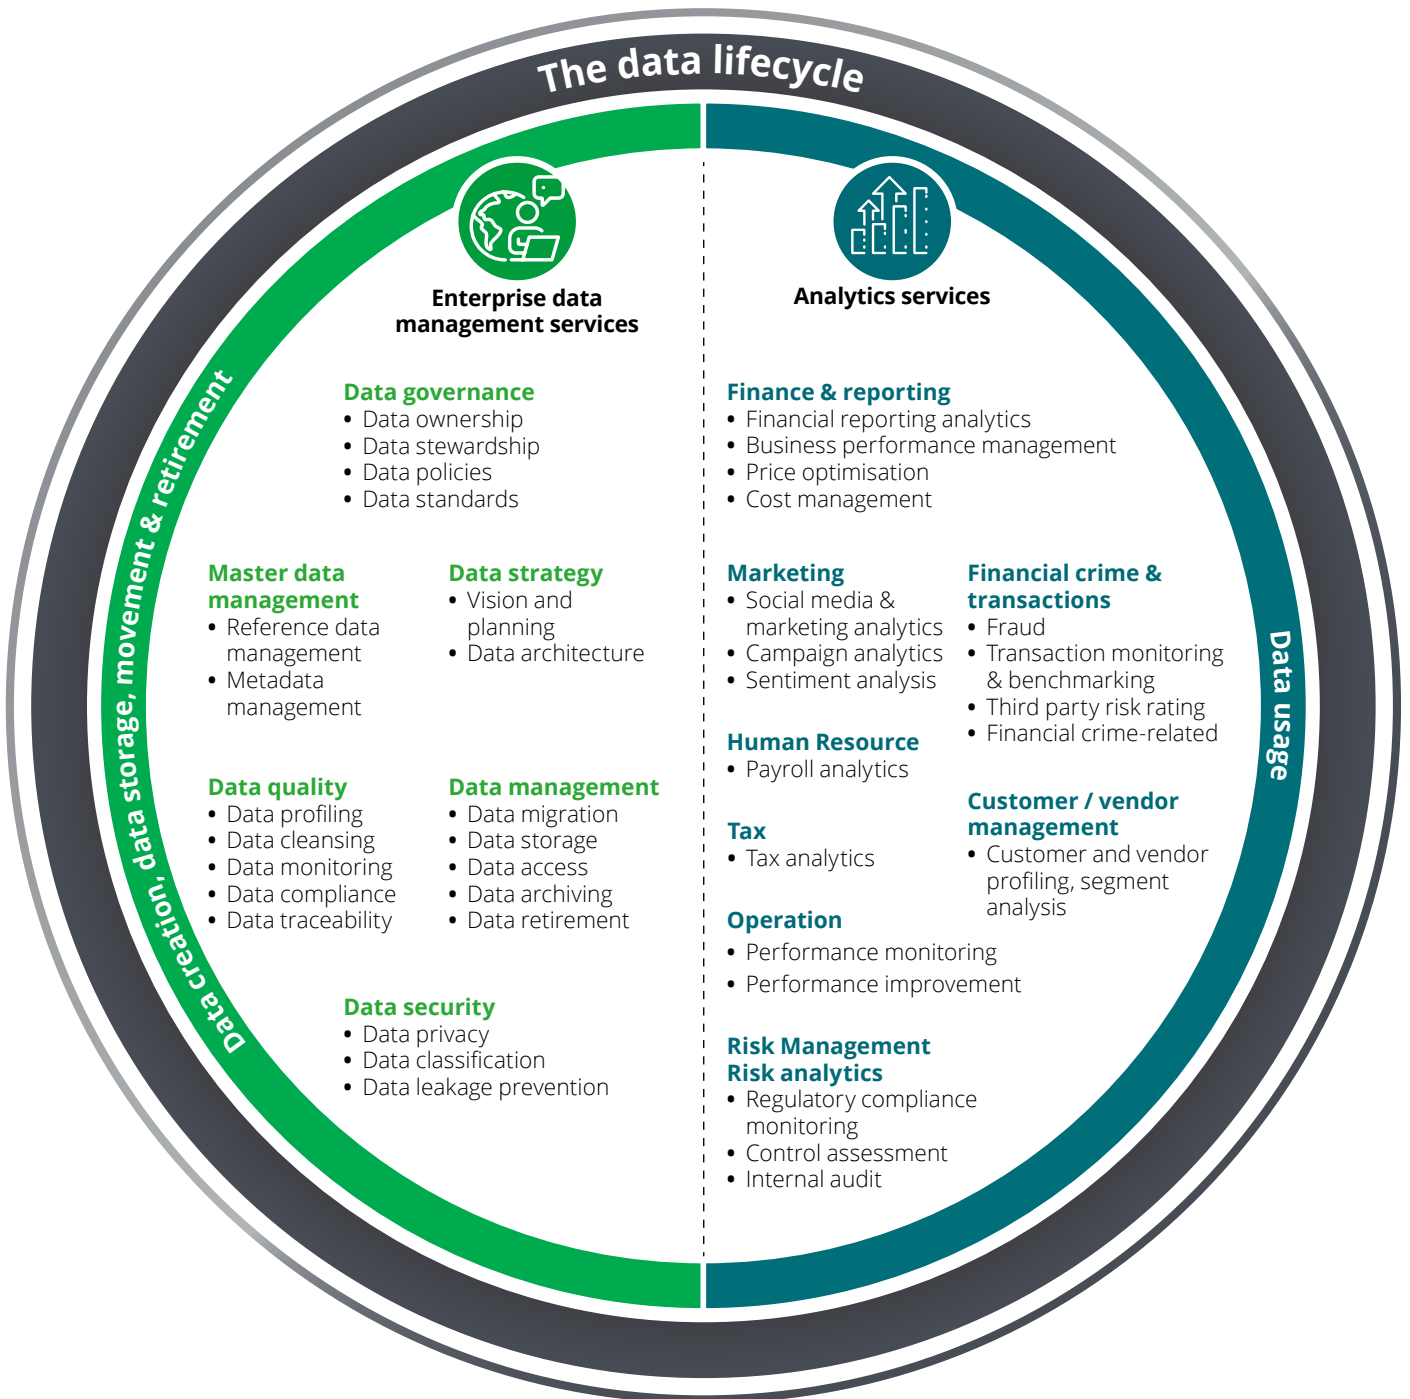 The data lifecycle
Data creation, data storage, movement & retirement
Enterprise data
management services
Data governance
• Data ownership
• Data stewardship
• Data policies
• Data standards
Master data
management
• Reference data
management
• Metadata
management
Data strategy
• Vision and
planning
• Data architecture
Data quality
• Data profiling
• Data cleansing
• Data monitoring
• Data compliance
• Data traceability
Data management
• Data migration
• Data storage
• Data access
• Data archiving
• Data retirement
Data security
• Data privacy
• Data classification
• Data leakage prevention
Analytics services
Finance & reporting
• Financial reporting analytics
• Business performance management
• Price optimisation
• Cost management
Marketing
• Social media &
marketing analytics
• Campaign analytics
• Sentiment analysis
Human Resource
• Payroll analytics
Tax
• Tax analytics
Operation
• Performance monitoring
• Performance improvement
Risk Management
Risk analytics
• Regulatory compliance
monitoring
• Control assessment
• Internal audit
Financial crime &
transactions
• Fraud
• Transaction monitoring
& benchmarking
• Third party risk rating
• Financial crime-related
Customer / vendor
management
• Customer and vendor
profiling, segment
analysis
Data usage